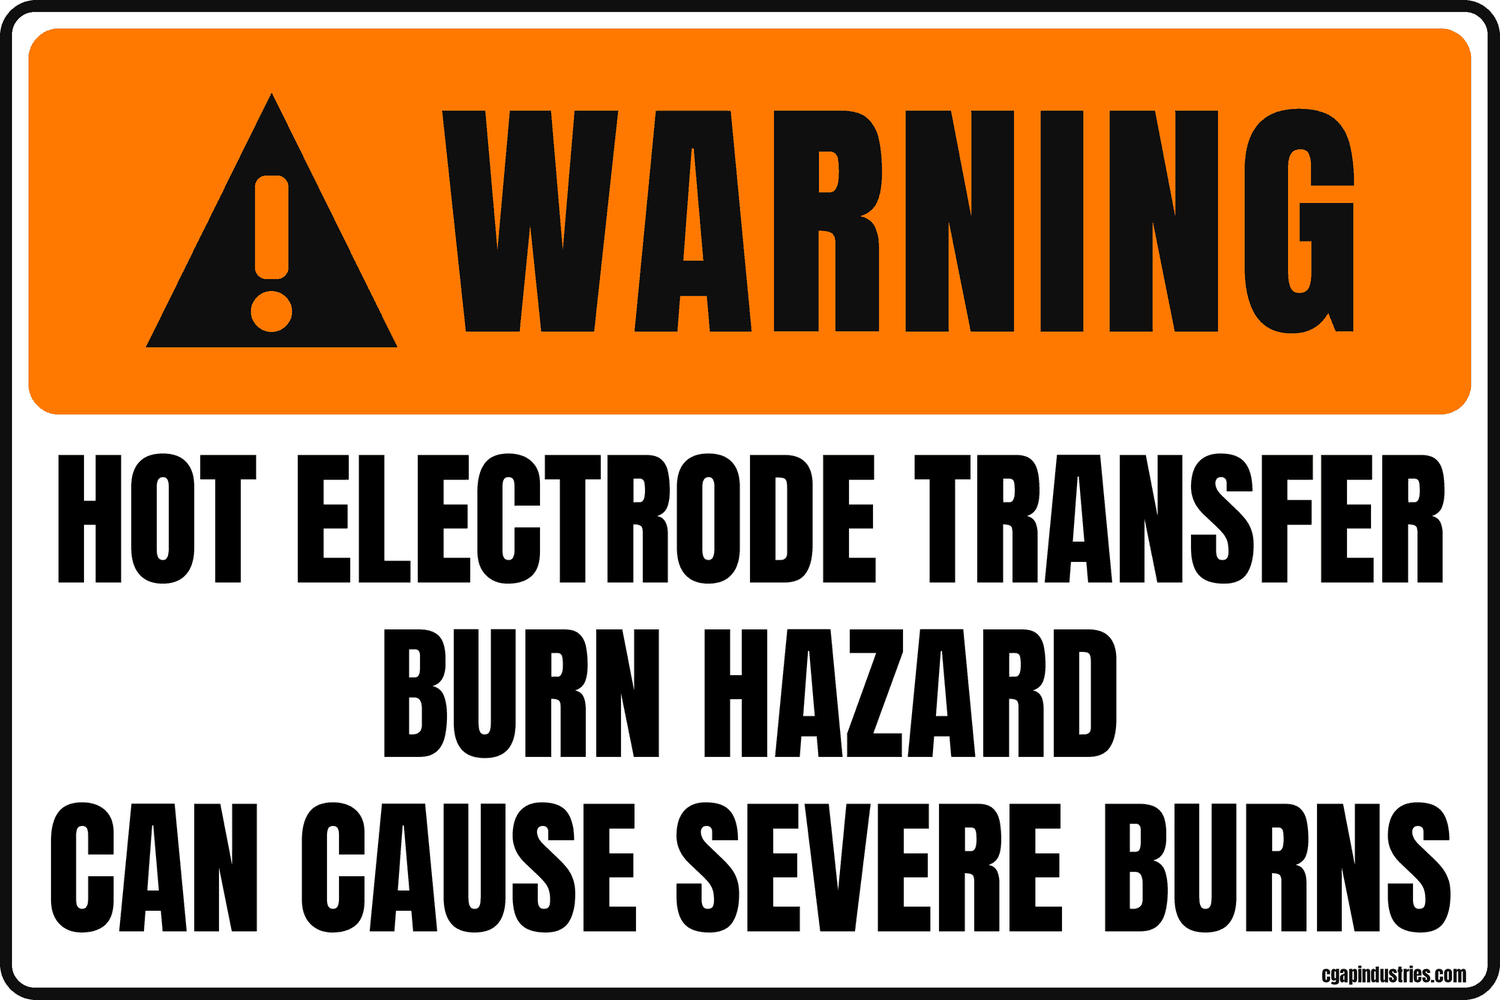 WARNING
HOT ELECTRODE TRANSFER
BURN HAZARD
CAN CAUSE SEVERE BURNS
cgapindustries.com